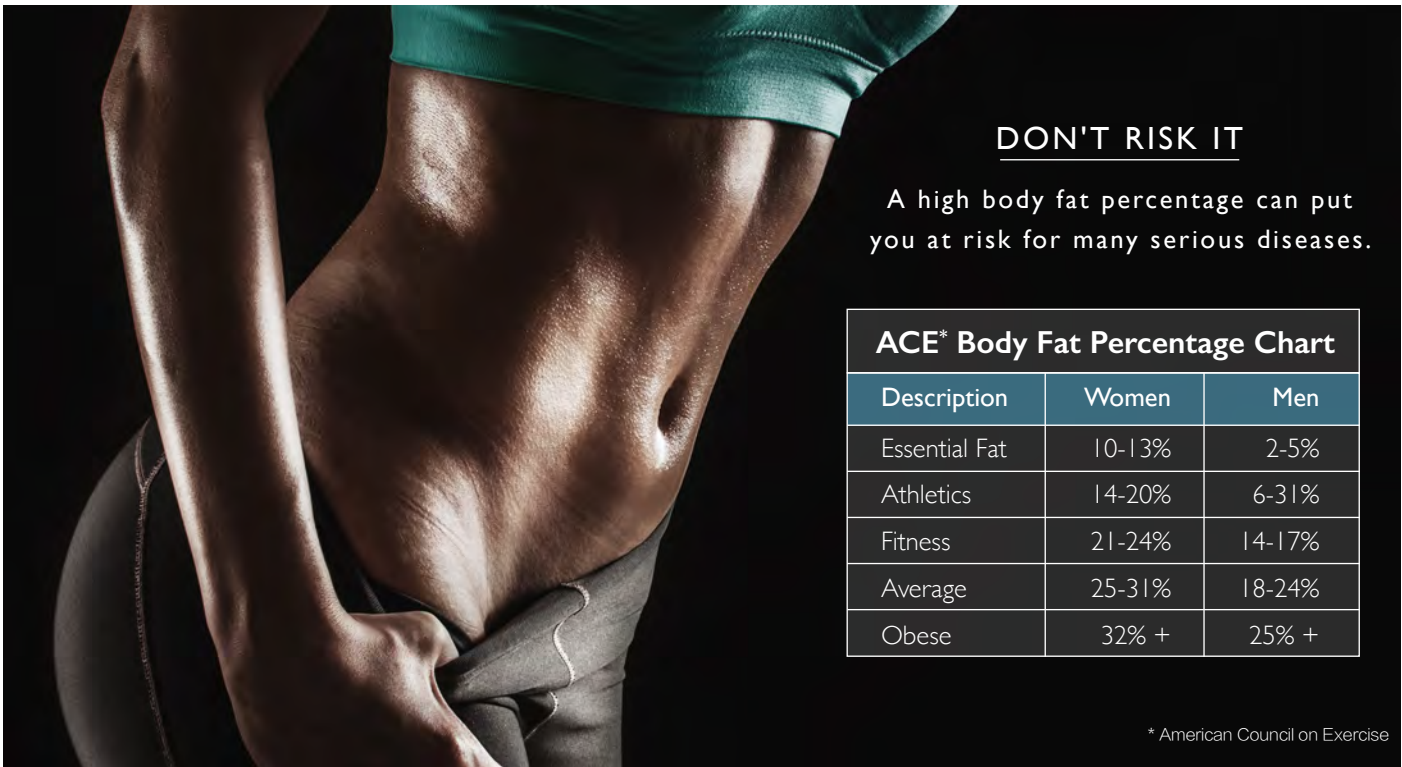 DON'T RISK IT
A high body fat percentage can put
you at risk for many serious diseases.
ACE* Body Fat Percentage Chart
Description Women Men
Essential Fat 10-13% 2-5%
Athletics 14-20% 6-31%
Fitness 21-24% 14-17%
Average 25-31% 18-24%
Obese 32% + 25% +
* American Council on Exercise